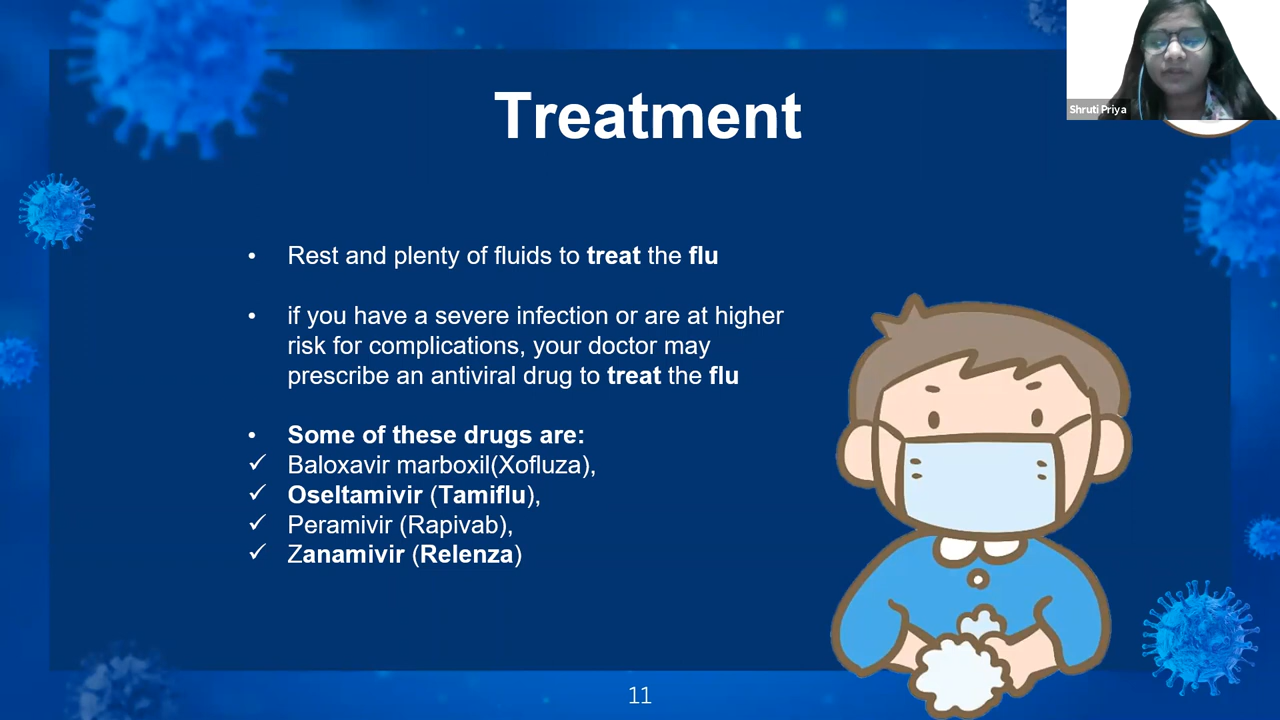 Treatment
Shruti Priya
• Rest and plenty of fluids to treat the flu
• if you have a severe infection or are at higher
risk for complications, your doctor may
prescribe an antiviral drug to treat the flu
• Some of these drugs are:
✓ Baloxavir marboxil(Xofluza),
✓ Oseltamivir (Tamiflu),
✓ Peramivir (Rapivab),
✓ Zanamivir (Relenza)
11